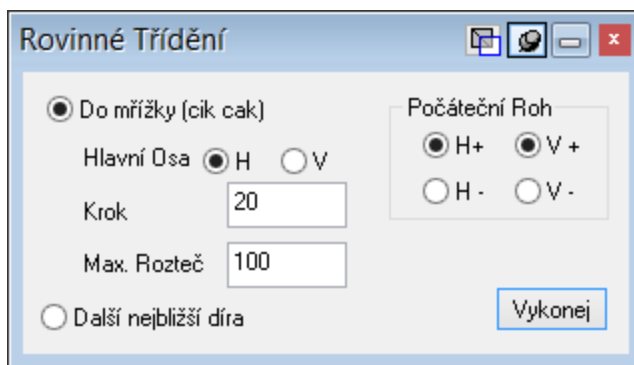 Rovinné Třídění
Do mřížky (cik cak)
Hlavní Osa H V
Krok 20
Max. Rozteč 100
Další nejbližší díra
Počáteční Roh
H+ V +
H - V -
Vykonej